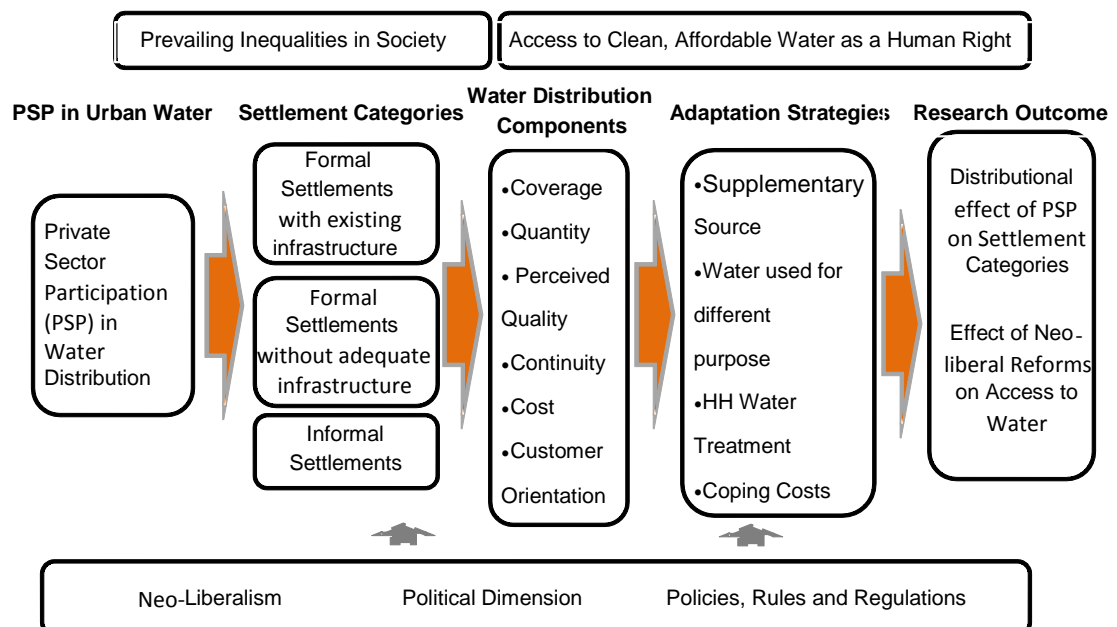 Prevailing Inequalities in Society
Access to Clean, Affordable Water as a Human Right
PSP in Urban Water
Settlement Categories
Water Distribution
Components
Adaptation Strategies
Research Outcome
Private
Sector
Participation
(PSP) in
Water
Distribution
Formal
Settlements
with existing
infrastructure
Formal
Settlements
without adequate
infrastructure
Informal
Settlements
•Coverage
•Quantity
• Perceived
Quality
•Continuity
•Cost
•Customer
Orientation
•Supplementary
Source
•Water used for
different
purpose
•HH Water
Treatment
•Coping Costs
Distributional
effect of PSP
on Settlement
Categories
Effect of Neo-
liberal Reforms
on Access to
Water
Neo-Liberalism
Political Dimension
Policies, Rules and Regulations